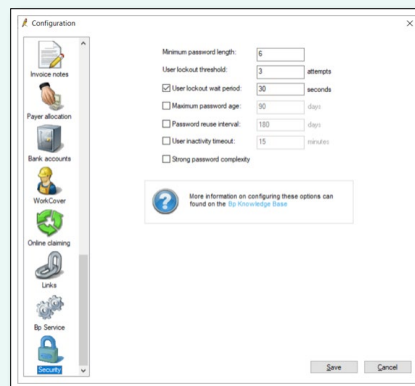 Configuration
Invoice notes
Payer allocation
Bank accounts
WorkCover
Online claiming
Links
Bp Service
Security
Minimum password length: 6
User lockout threshold: 3 attempts
User lockout wait period: 30 seconds
Maximum password age: 90 days
Password reuse interval: 180 days
User inactivity timeout: 15 minutes
Strong password complexity
More information on configuring these options can
found on the Bp Knowledge Base
Save Cancel